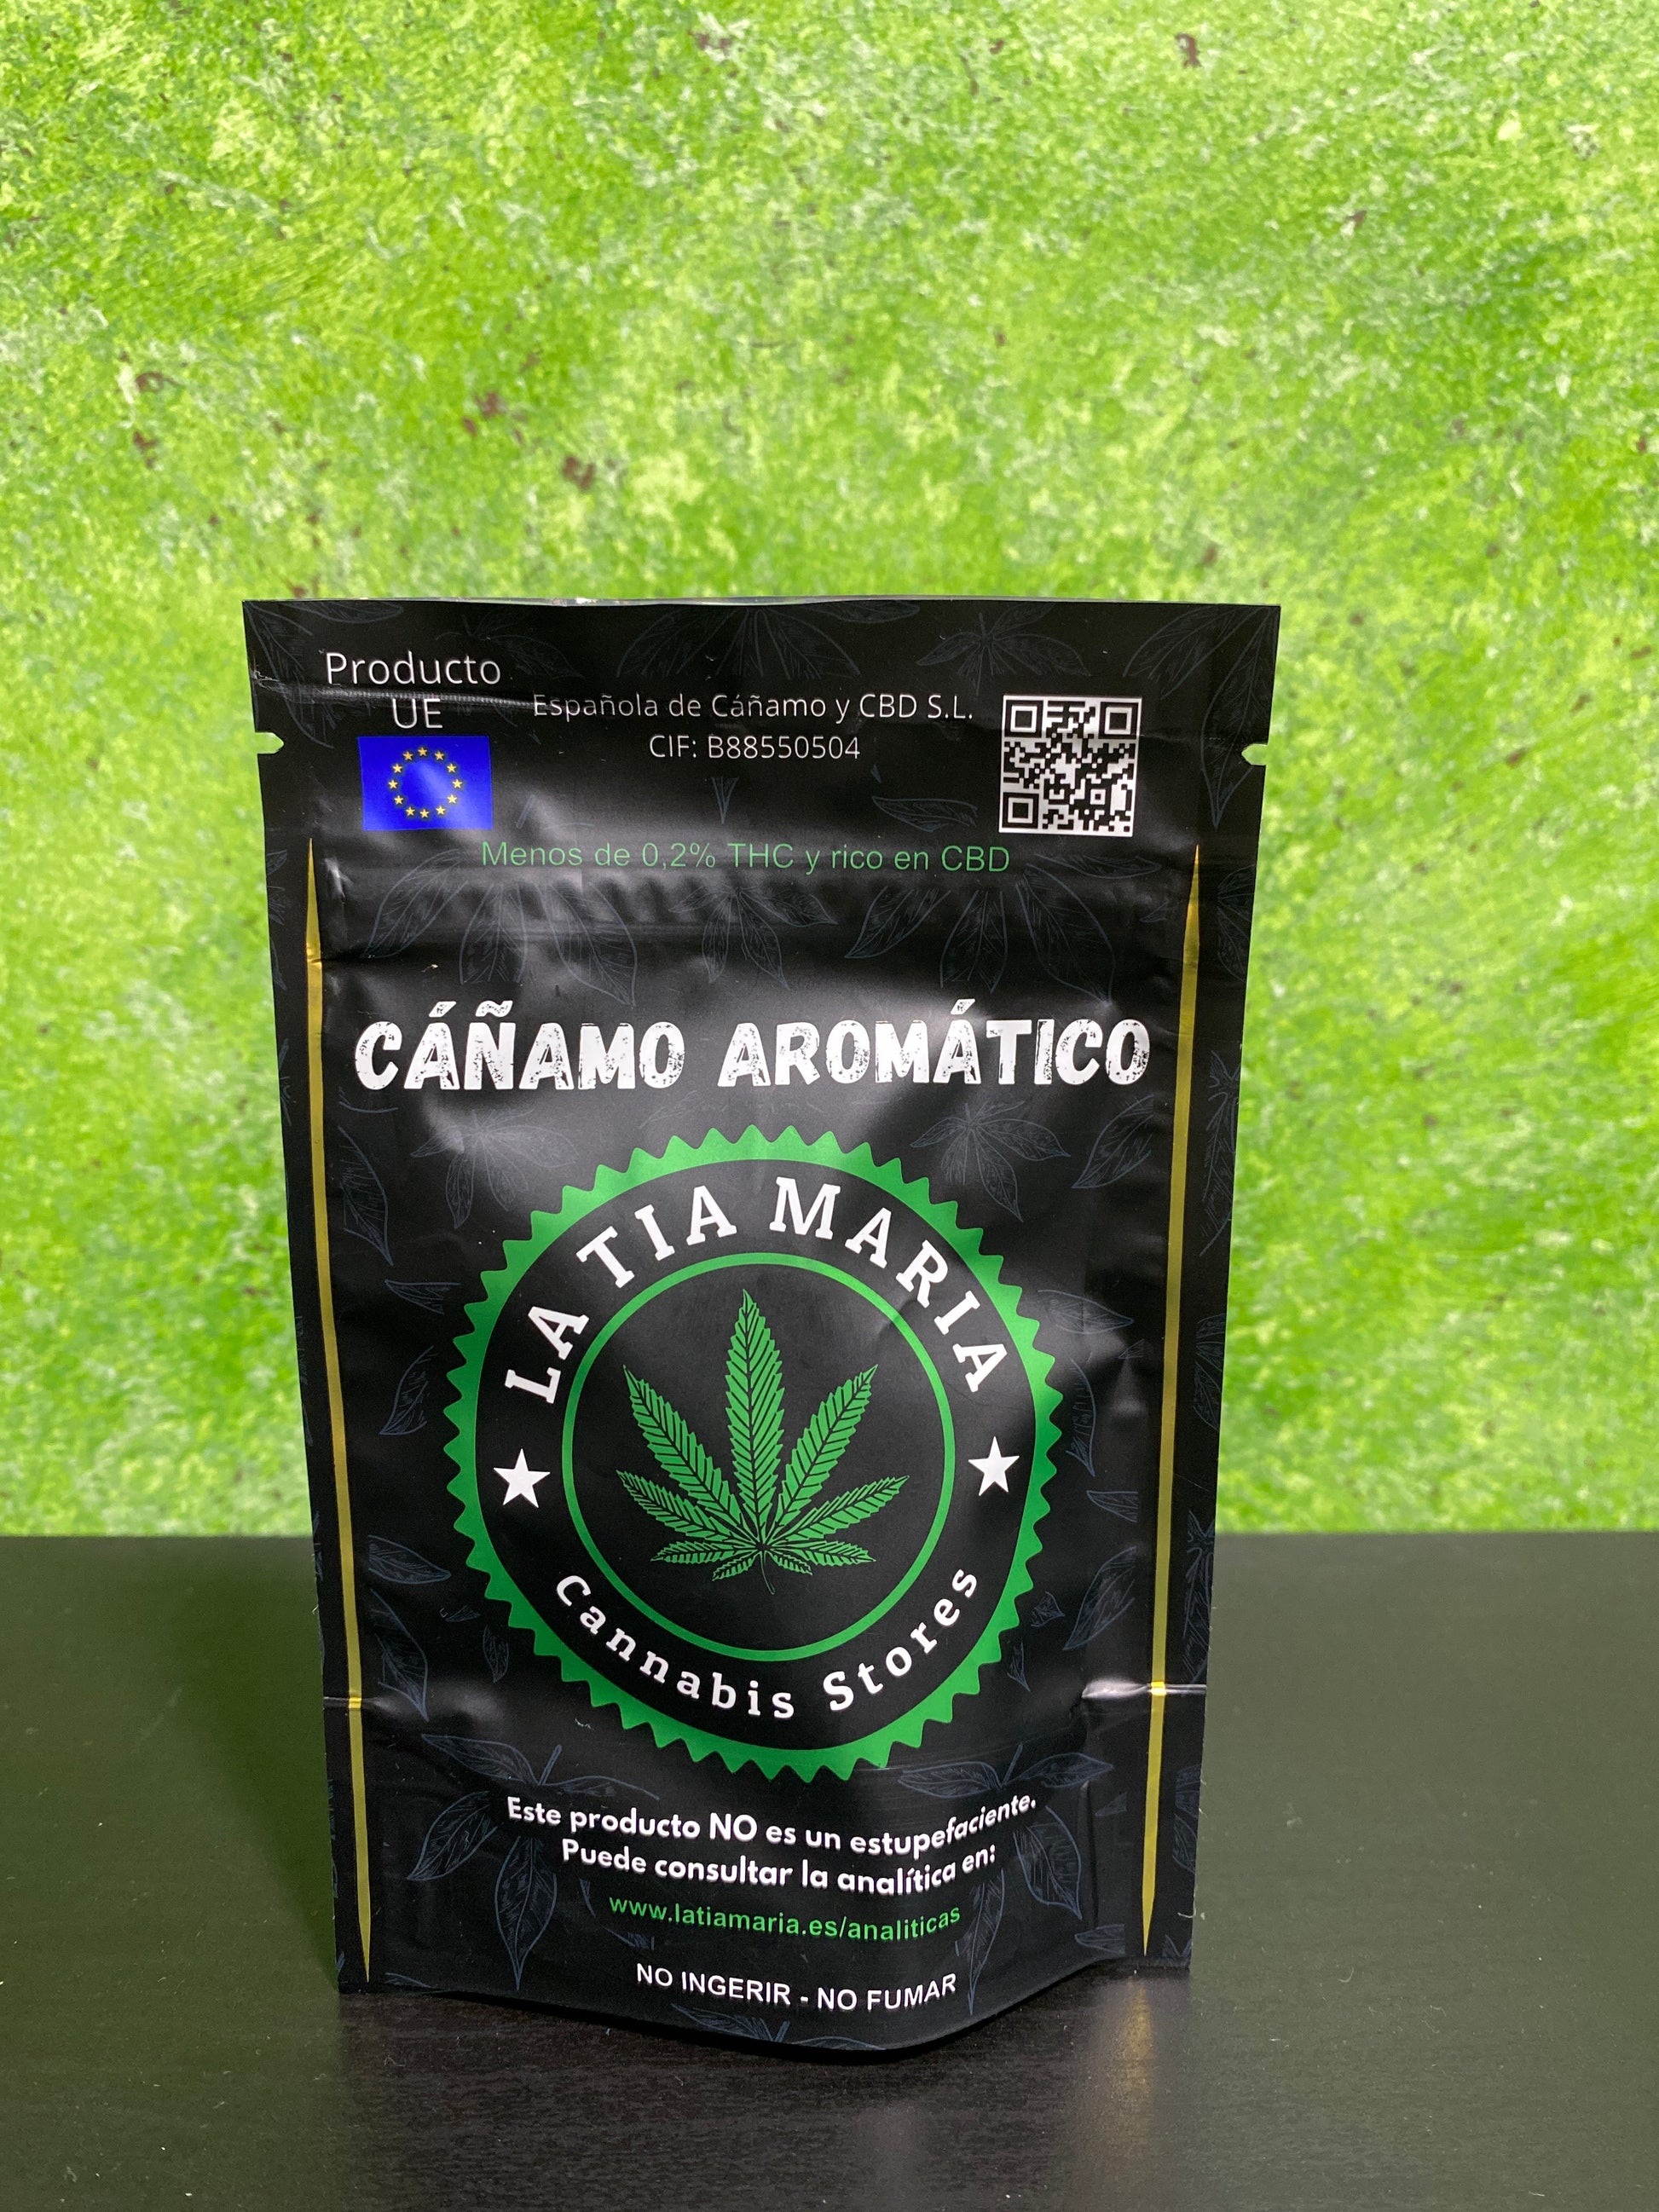 Producto
UE
Española de Cáñamo y CBD S.L.
CIF: B88550504
Menos de 0,2% THC y rico en CBD
CÁÑAMO AROMÁTICO
LA TIA MARIA
Cannabis Stores
Este producto NO es un estupefaciente.
Puede consultar la analítica en:
www.latiamaria.es/analiticas
NO INGERIR - NO FUMAR